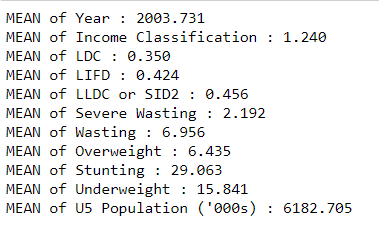 MEAN of Year : 2003.731
MEAN of Income Classification : 1.240
MEAN of LDC : 0.350
MEAN of LIFD : 0.424
MEAN of LLDC or SID2 : 0.456
MEAN of Severe Wasting : 2.192
MEAN of Wasting : 6.956
MEAN of Overweight : 6.435
MEAN of Stunting : 29.063
MEAN of Underweight : 15.841
MEAN of U5 Population ('000s) : 6182.705